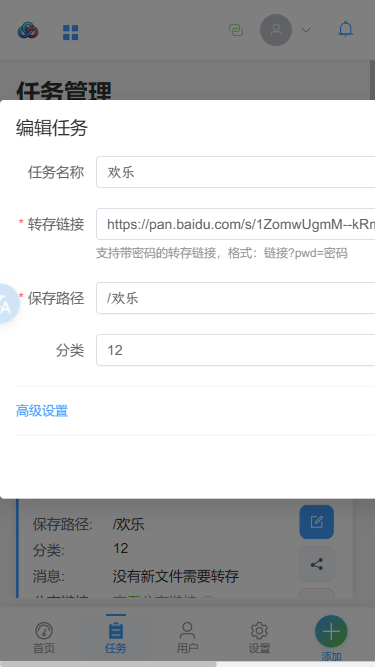 任务管理
编辑任务
任务名称 欢乐
* 转存链接 https://pan.baidu.com/s/1ZomwUgmM--kRm
支持带密码的转存链接，格式：链接?pwd=密码
* 保存路径 /欢乐
分类 12
高级设置
保存路径: /欢乐
分类: 12
消息: 没有新文件需要转存
首页 任务 用户 设置 添加